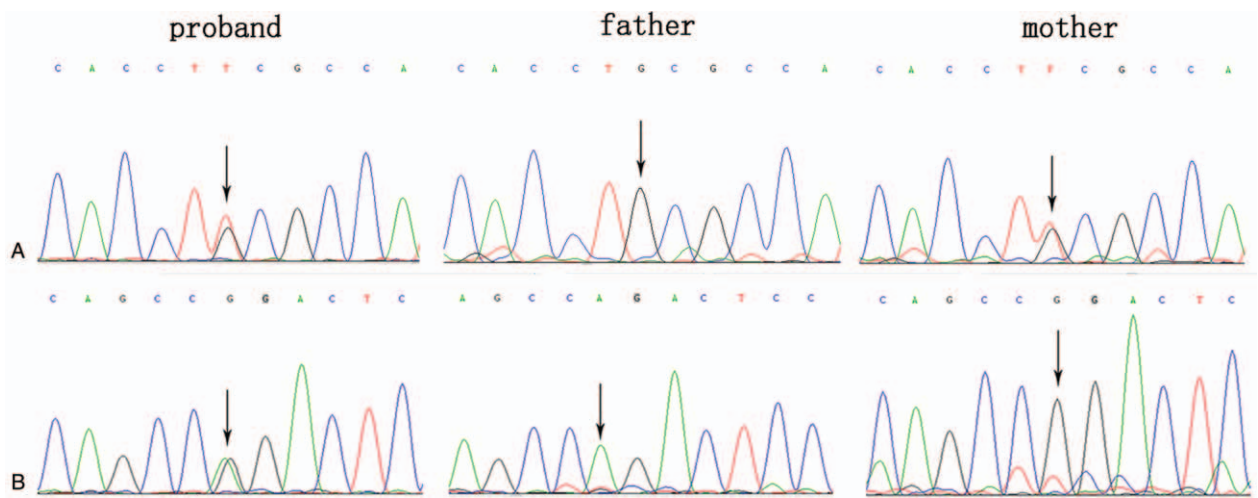 proband father mother
C A C C T T C G C C A C A C C T G C G C C A C A C C T T C G C C A
A
C A G C C G G A C T C A G C C A G A C T C C C A G C C G G A C T C
B